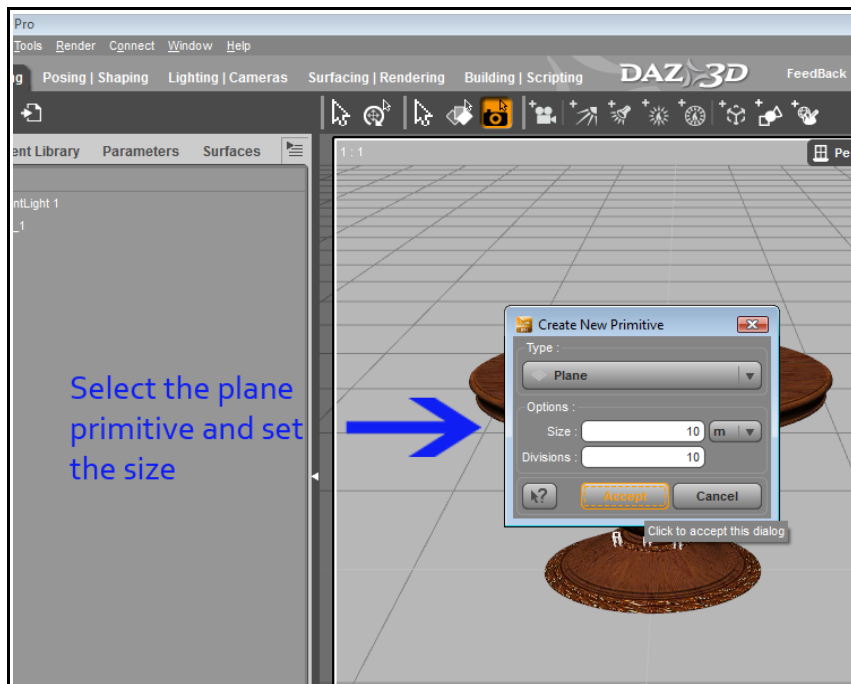 Pro
Tools Render Connect Window Help
Posing | Shaping Lighting | Cameras Surfacing | Rendering Building | Scripting DAZ 3D FeedBack
ent Library Parameters Surfaces
1 : 1
Pe
ntLight 1
_1
Create New Primitive
Type :
Plane
Options :
Size : 10 m
Divisions : 10
Accept Cancel
Click to accept this dialog
Select the plane
primitive and set
the size